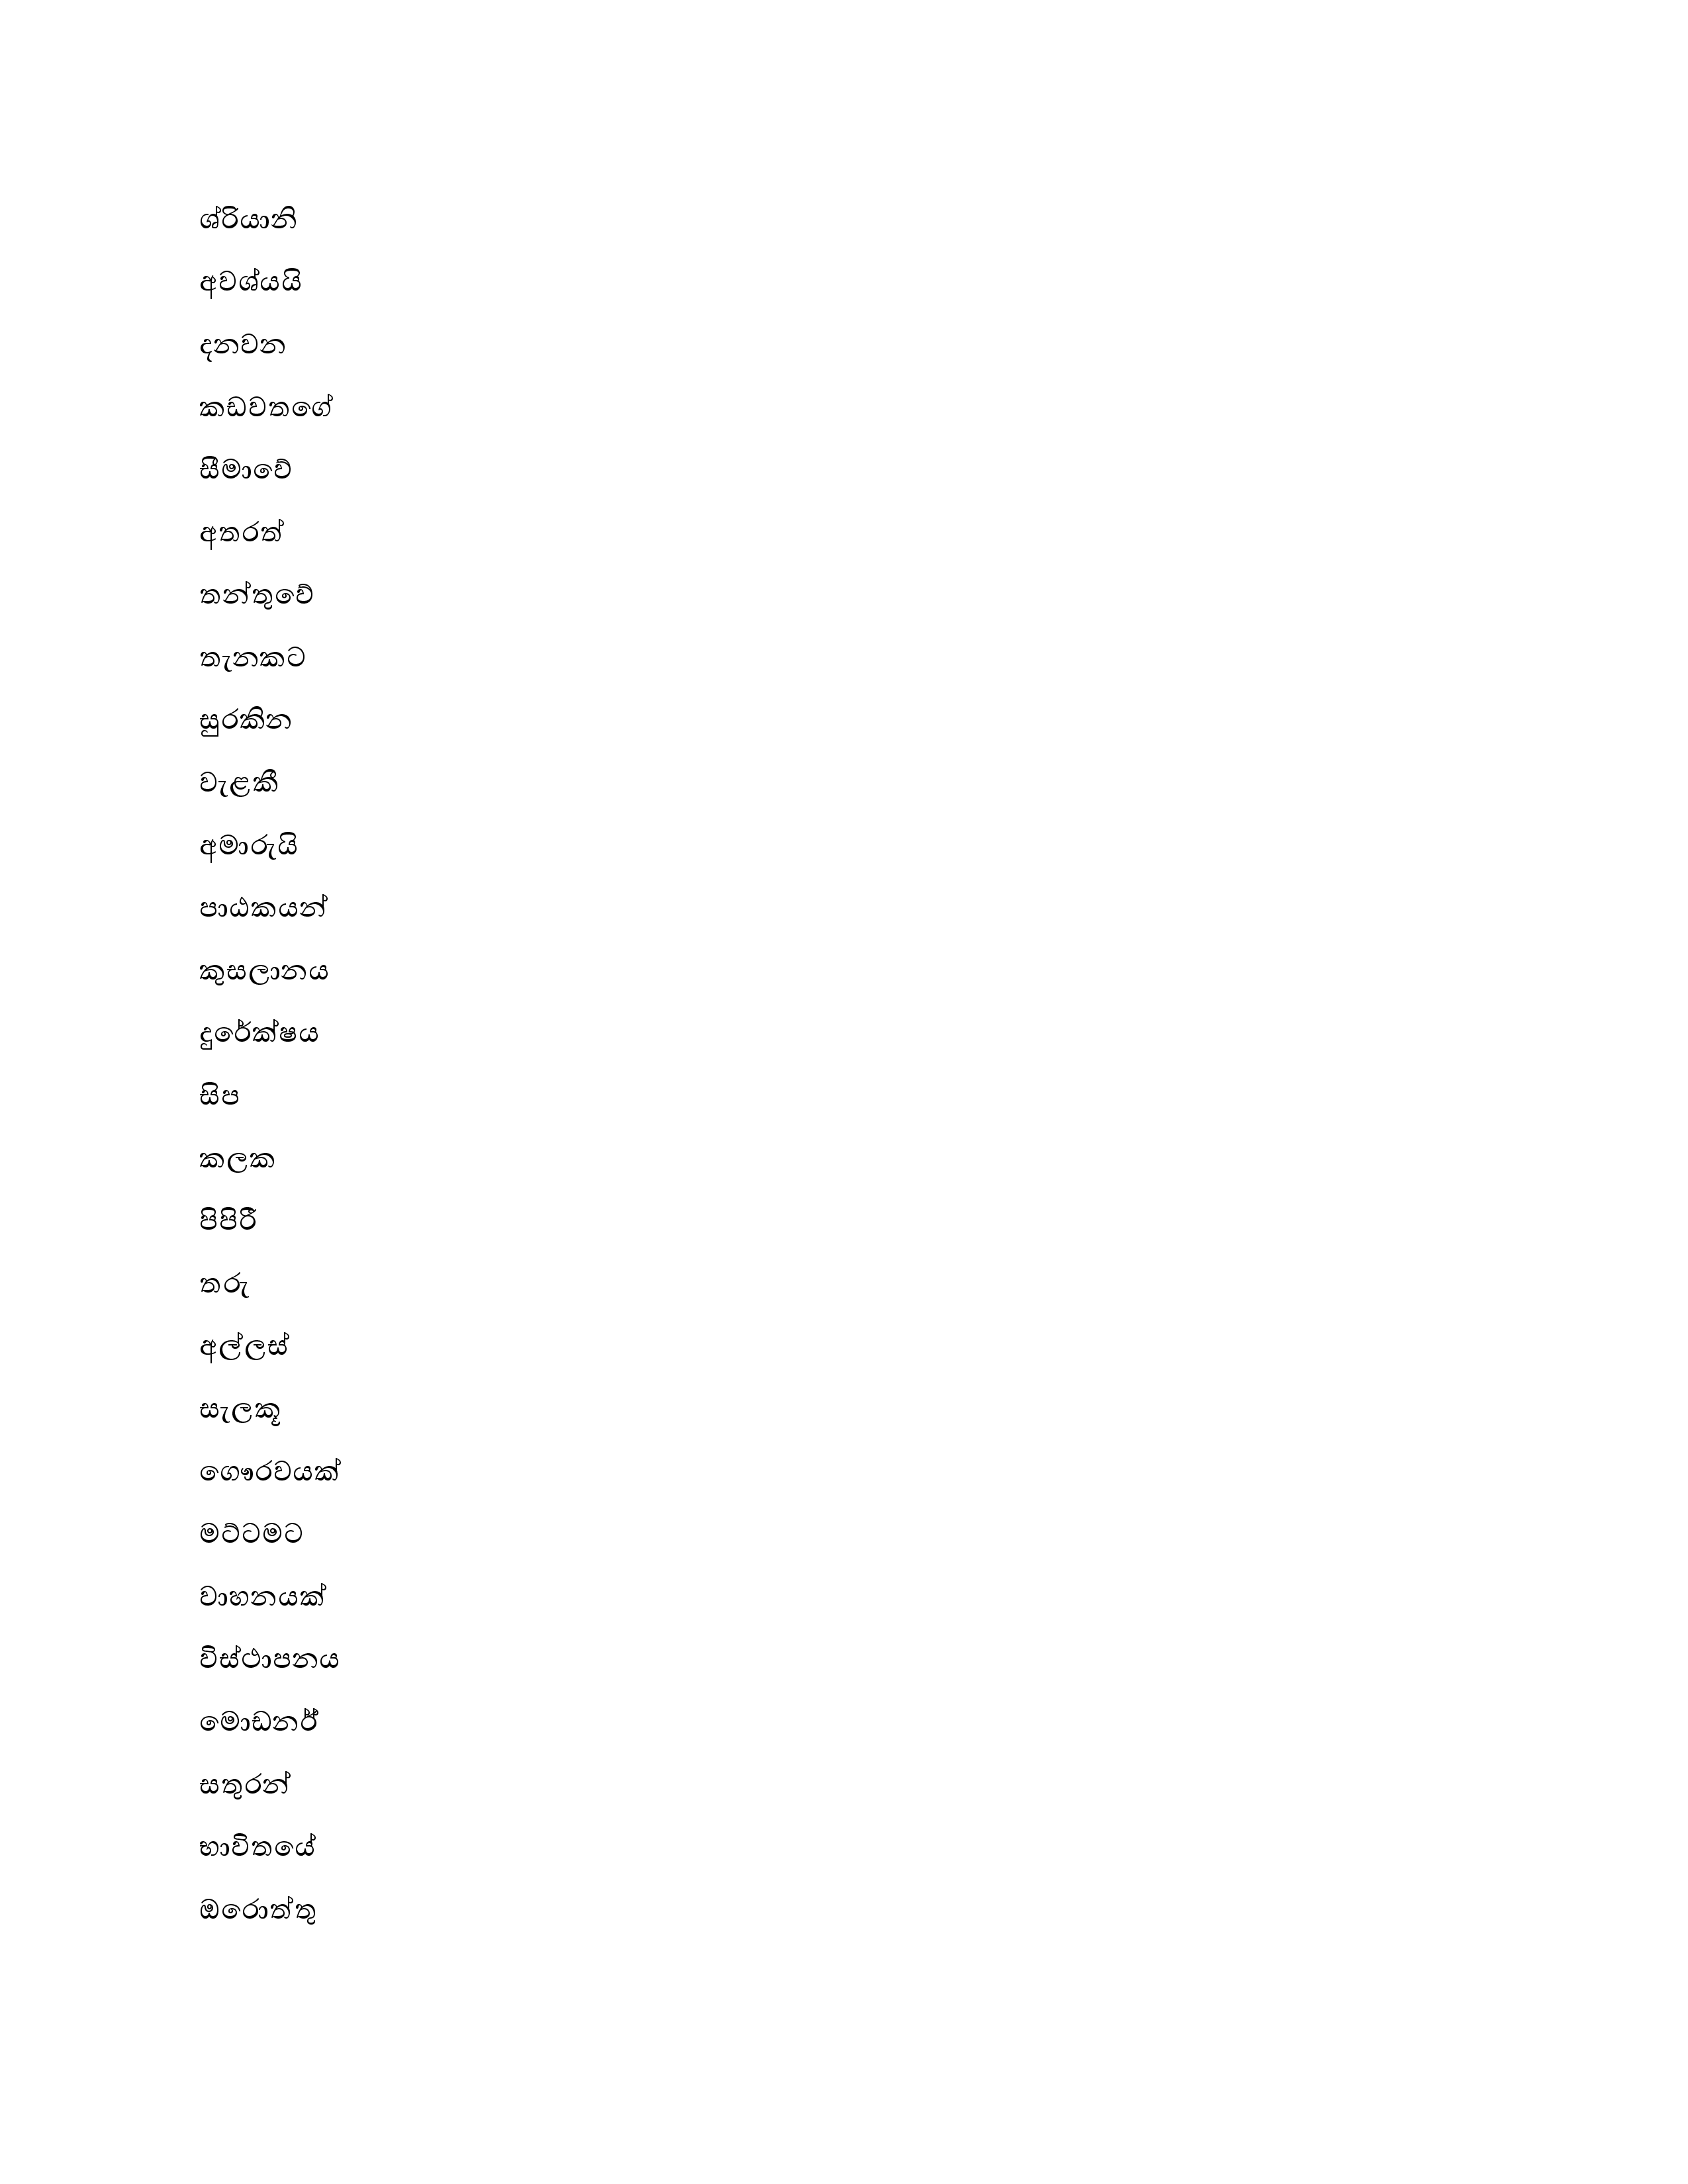 ශ්රියානි
අවශ්යයි
දනවන
කඩවතගේ
සීමාවේ
අතරත්
තන්තුවේ
තැනකට
සුරකින
වැළකී
අමාරුයි
පාඨකයන්
කුසලානය
දුරේක්ෂය
සිප
කලක
පිපිරී
තරු
අල්ලස්
සැලකූ
ගෞරවයක්
මට්ටමට
වාහනයක්
විස්ථාපනය
මොඩනර්
සතුරන්
භාවිතයේ
ඔරොත්තු